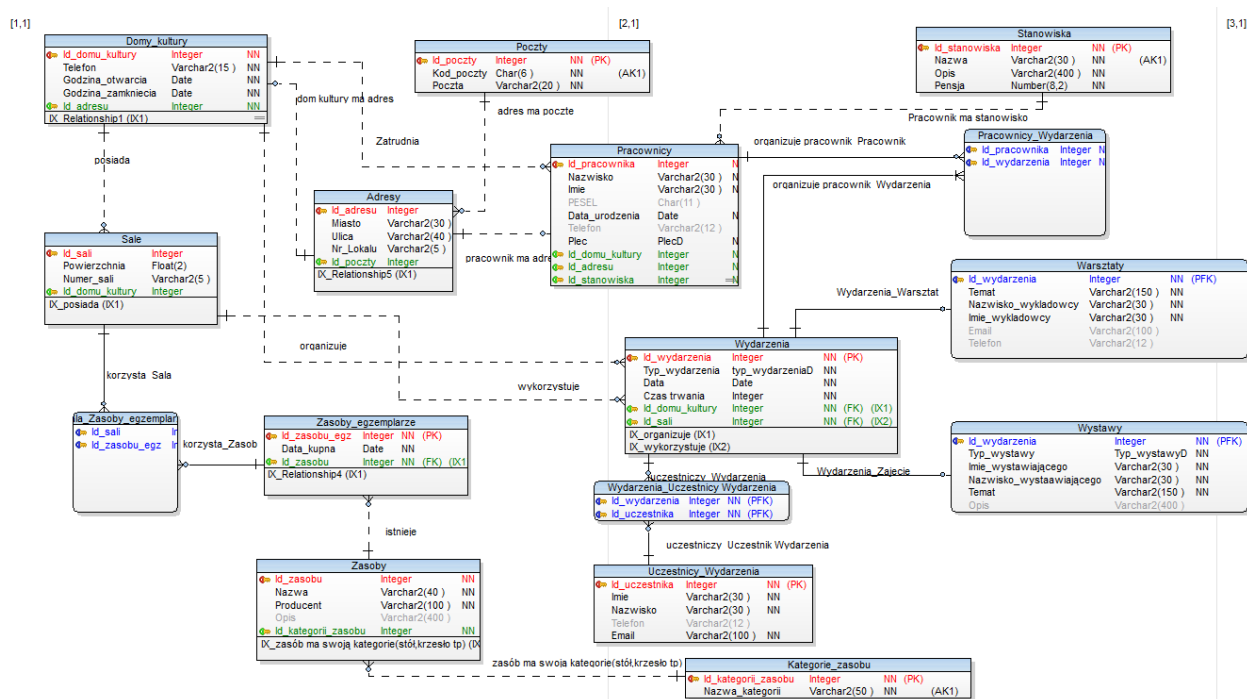 [1,1]
[2,1]
[3,1]
Domy_kultury
Id_domu_kultury Integer NN
Telefon Varchar2(15 ) NN
Godzina_otwarcia Date NN
Godzina_zamkniecia Date NN
Id_adresu Integer NN
IX_Relationship1 (IX1)
Poczty
Id_poczty Integer NN (PK)
Kod_poczty Char(6 ) NN (AK1)
Poczta Varchar2(20 ) NN
Stanowiska
Id_stanowiska Integer NN (PK)
Nazwa Varchar2(30 ) NN (AK1)
Opis Varchar2(400 ) NN
Pensja Number(8,2) NN
dom kultury ma adres
adres ma poczte
Zatrudnia
Pracownik ma stanowisko
posiada
Pracownicy
Id_pracownika Integer N
Nazwisko Varchar2(30 ) N
Imie Varchar2(30 ) N
PESEL Char(11 )
Data_urodzenia Date N
Telefon Varchar2(12 )
Plec PlecD N
Id_domu_kultury Integer N
Id_adresu Integer N
Id_stanowiska Integer N
organizuje pracownik Pracownik
Pracownicy_Wydarzenia
Id_pracownika Integer N
Id_wydarzenia Integer N
organizuje pracownik Wydarzenia
Adresy
Id_adresu Integer
Miasto Varchar2(30 )
Ulica Varchar2(40 )
Nr_Lokalu Varchar2(5 )
Id_poczty Integer
IX_Relationship5 (IX1)
pracownik ma adre
Sale
Id_sali Integer
Powierzchnia Float(2)
Numer_sali Varchar2(5 )
Id_domu_kultury Integer
IX_posiada (IX1)
Warsztaty
Id_wydarzenia Integer NN (PFK)
Temat Varchar2(150 ) NN
Nazwisko_wykladowcy Varchar2(30 ) NN
Imie_wykladowcy Varchar2(30 ) NN
Email Varchar2(100 )
Telefon Varchar2(12 )
Wydarzenia_Warsztat
organizuje
wykorzystuje
korzysta Sala
Wydarzenia
Id_wydarzenia Integer NN (PK)
Typ_wydarzenia typ_wydarzeniaD NN
Data Date NN
Czas trwania Integer NN
Id_domu_kultury Integer NN (FK) (IX1)
Id_sali Integer NN (FK) (IX2)
IX_organizuje (IX1)
IX_wykorzystuje (IX2)
la_Zasoby_egzemplarz
Id_sali
Id_zasobu_egz
korzysta_Zasob
Zasoby_egzemplarze
Id_zasobu_egz Integer NN (PK)
Data_kupna Date NN
Id_zasobu Integer NN (FK) (IX1
IX_Relationship4 (IX1)
Wystawy
Id_wydarzenia Integer NN (PFK)
Typ_wystawy Typ_wystawyD NN
Imie_wystawiającego Varchar2(30 ) NN
Nazwisko_wystaawiającego Varchar2(30 ) NN
Temat Varchar2(150 ) NN
Opis Varchar2(400 )
Wydarzenia_Zajecie
uczestniczy Wydarzenia
Wydarzenia_Uczestnicy Wydarzenia
Id_wydarzenia Integer NN (PFK)
Id_uczestnika Integer NN (PFK)
istnieje
uczestniczy Uczestnik Wydarzenia
Zasoby
Id_zasobu Integer NN
Nazwa Varchar2(40 ) NN
Producent Varchar2(100 ) NN
Opis Varchar2(400 )
Id_kategorii_zasobu Integer NN
IX_zasób ma swoją kategorie(stół,krzesło tp) (IX
Uczestnicy_Wydarzenia
Id_uczestnika Integer NN (PK)
Imie Varchar2(30 ) NN
Nazwisko Varchar2(30 ) NN
Telefon Varchar2(12 )
Email Varchar2(100 ) NN
zasób ma swoją kategorie(stół,krzesło tp)
Kategorie_zasobu
Id_kategorii_zasobu Integer NN (PK)
Nazwa_kategorii Varchar2(50 ) NN (AK1)